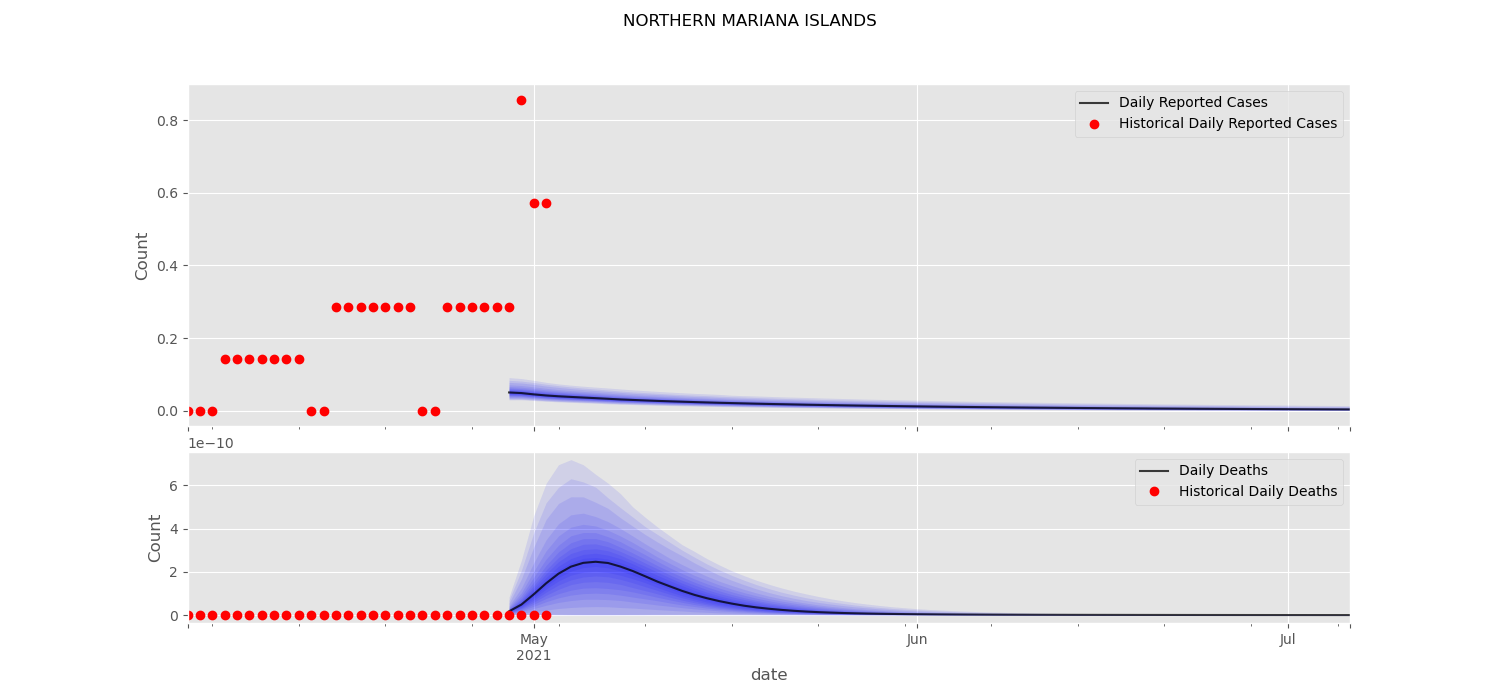 NORTHERN MARIANA ISLANDS
Daily Reported Cases
Historical Daily Reported Cases
0.8
0.6
0.4
0.2
0.0
Count
1e−10
Daily Deaths
Historical Daily Deaths
6
4
2
0
Count
May
2021
Jun
Jul
date